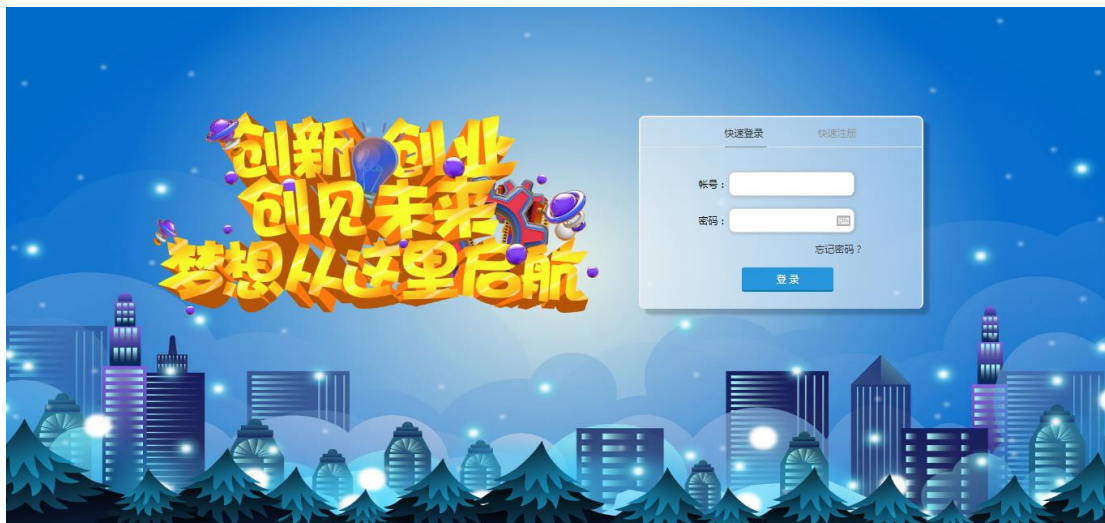 创新 创业
创见未来
梦想从这里启航
快速登录 快速注册
帐号：
密码：
忘记密码？
登录